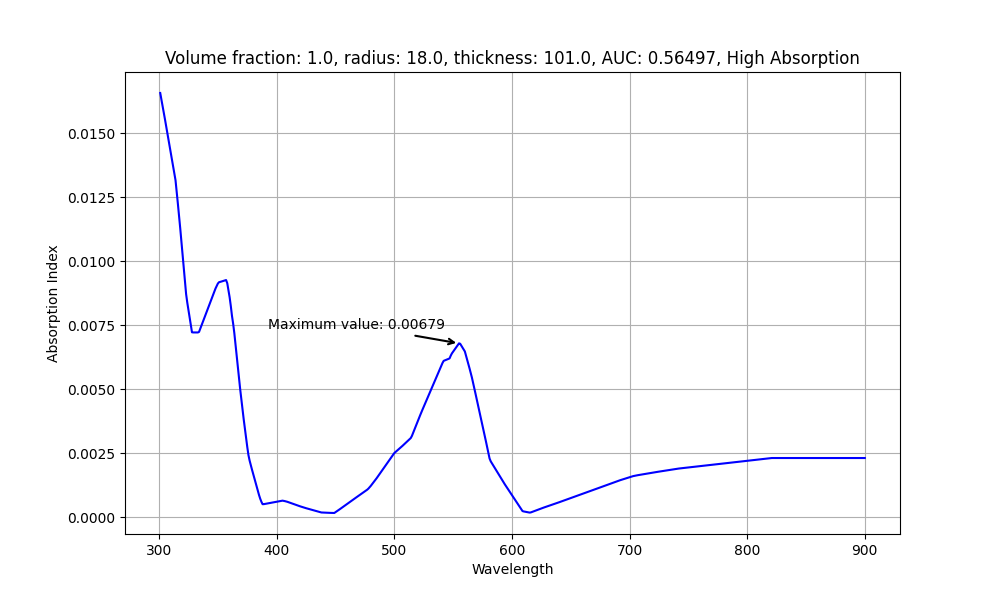 Volume fraction: 1.0, radius: 18.0, thickness: 101.0, AUC: 0.56497, High Absorption
Absorption Index
0.0150
0.0125
0.0100
0.0075
0.0050
0.0025
0.0000
Maximum value: 0.00679
300 400 500 600 700 800 900
Wavelength